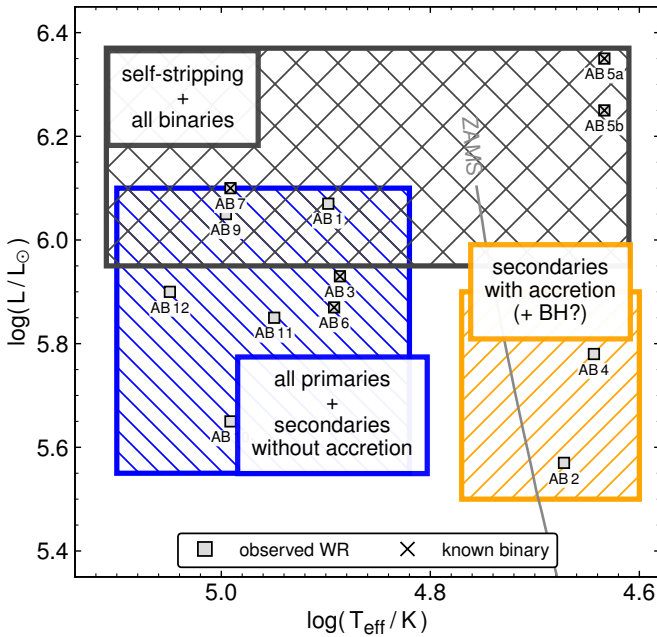 6.4
6.2
6.0
5.8
5.6
5.4
log(L/L⊙)
self-stripping
+
all binaries
AB 5a
AB 5b
ZAMS
AB 7
AB 9
AB 1
AB 3
AB 12
AB 11
AB 6
secondaries
with accretion
(+ BH?)
all primaries
+
secondaries
without accretion
AB
AB 4
AB 2
observed WR
known binary
5.0
4.8
4.6
log(T_eff/K)